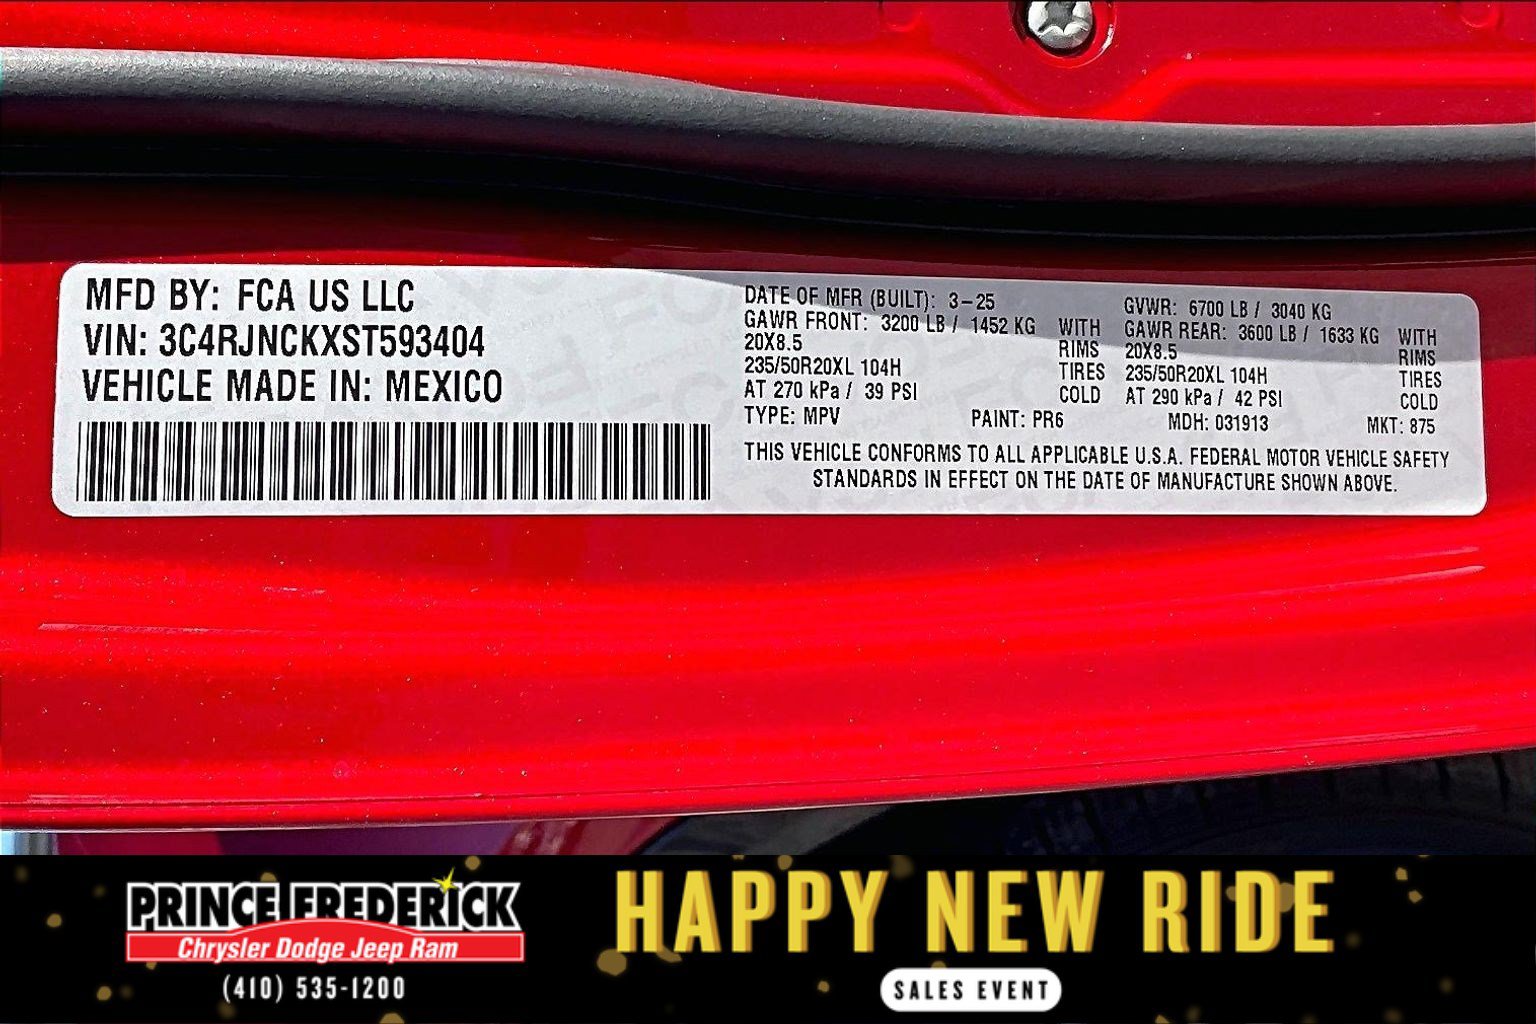 MFD BY: FCA US LLC
VIN: 3C4RJNCKXST593404
VEHICLE MADE IN: MEXICO
DATE OF MFR (BUILT): 3-25
GAWR FRONT: 3200 LB / 1452 KG WITH
20X8.5 RIMS
235/50R20XL 104H TIRES
AT 270 kPa / 39 PSI COLD
GVWR: 6700 LB / 3040 KG
GAWR REAR: 3600 LB / 1633 KG WITH
20X8.5 RIMS
235/50R20XL 104H TIRES
AT 290 kPa / 42 PSI COLD
TYPE: MPV PAINT: PR6 MDH: 031913 MKT: 875
THIS VEHICLE CONFORMS TO ALL APPLICABLE U.S.A. FEDERAL MOTOR VEHICLE SAFETY
STANDARDS IN EFFECT ON THE DATE OF MANUFACTURE SHOWN ABOVE.
PRINCE FREDERICK
Chrysler Dodge Jeep Ram
(410) 535-1200
HAPPY NEW RIDE
SALES EVENT